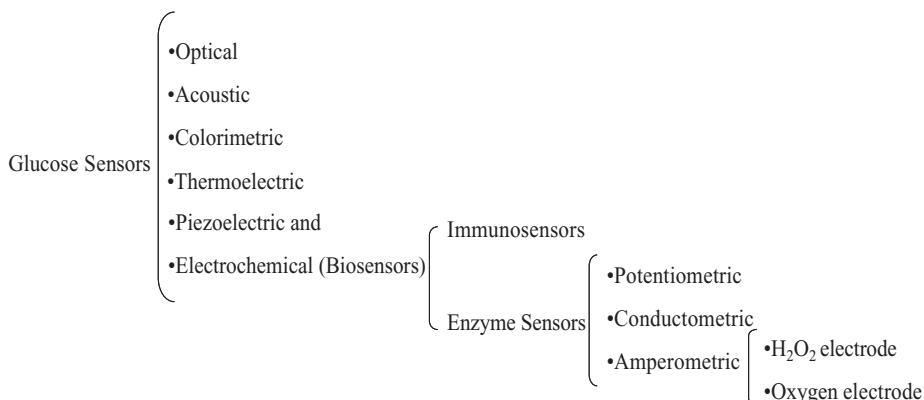 Glucose Sensors
•Optical
•Acoustic
•Colorimetric
•Thermoelectric
•Piezoelectric and
•Electrochemical (Biosensors)
Immunosensors
Enzyme Sensors
•Potentiometric
•Conductometric
•Amperometric
•H₂O₂ electrode
•Oxygen electrode